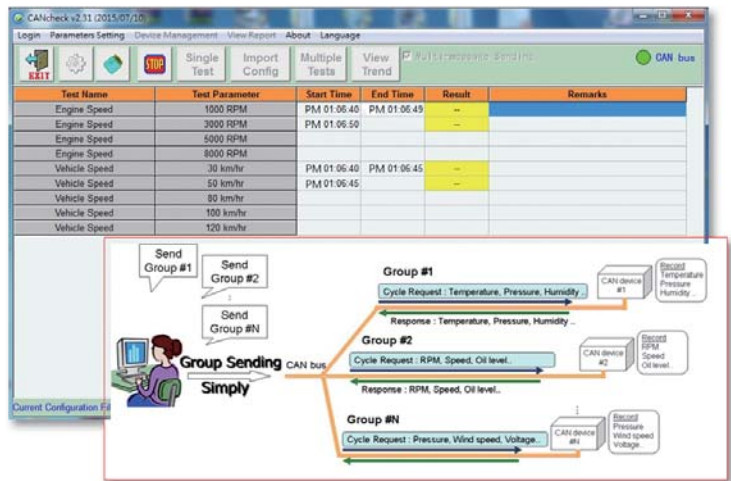 CANcheck v2.31 (2015/07/10)
Login Parameters Setting Device Management View Report About Language
EXIT STOP Single Test Import Config Multiple Tests View Trend Multimessage Sending CAN bus
Test Name Test Parameter Start Time End Time Result Remarks
Engine Speed 1000 RPM PM 01:06:40 PM 01:06:49 --
Engine Speed 3000 RPM PM 01:06:50 --
Engine Speed 5000 RPM
Engine Speed 8000 RPM
Vehicle Speed 30 km/hr PM 01:06:40 PM 01:06:45 --
Vehicle Speed 50 km/hr PM 01:06:45 --
Vehicle Speed 80 km/hr
Vehicle Speed 100 km/hr
Vehicle Speed 120 km/hr
Current Configuration Fil
Send
Group #1
Send
Group #2
:
Send
Group #N
Group Sending
Simply
CAN bus
Group #1
Cycle Request : Temperature, Pressure, Humidity ..
Response : Temperature, Pressure, Humidity ..
CAN device
#1
Record
Temperature
Pressure
Humidity ..
Group #2
Cycle Request : RPM, Speed, Oil level..
Response : RPM, Speed, Oil level..
CAN device
#2
Record
RPM
Speed
Oil level..
:
Group #N
Cycle Request : Pressure, Wind speed, Voltage..
CAN device
#N
Record
Pressure
Wind speed
Voltage..